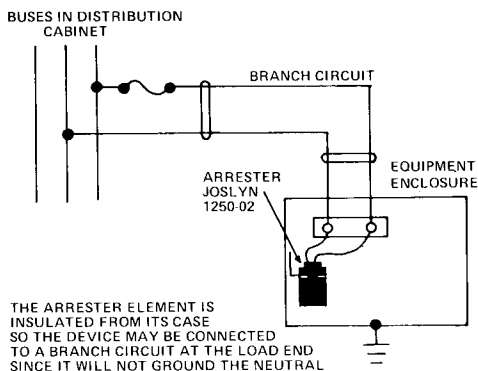 BUSES IN DISTRIBUTION
CABINET
BRANCH CIRCUIT
ARRESTER
JOSLYN
1250-02
EQUIPMENT
ENCLOSURE
THE ARRESTER ELEMENT IS
INSULATED FROM ITS CASE
SO THE DEVICE MAY BE CONNECTED
TO A BRANCH CIRCUIT AT THE LOAD END
SINCE IT WILL NOT GROUND THE NEUTRAL